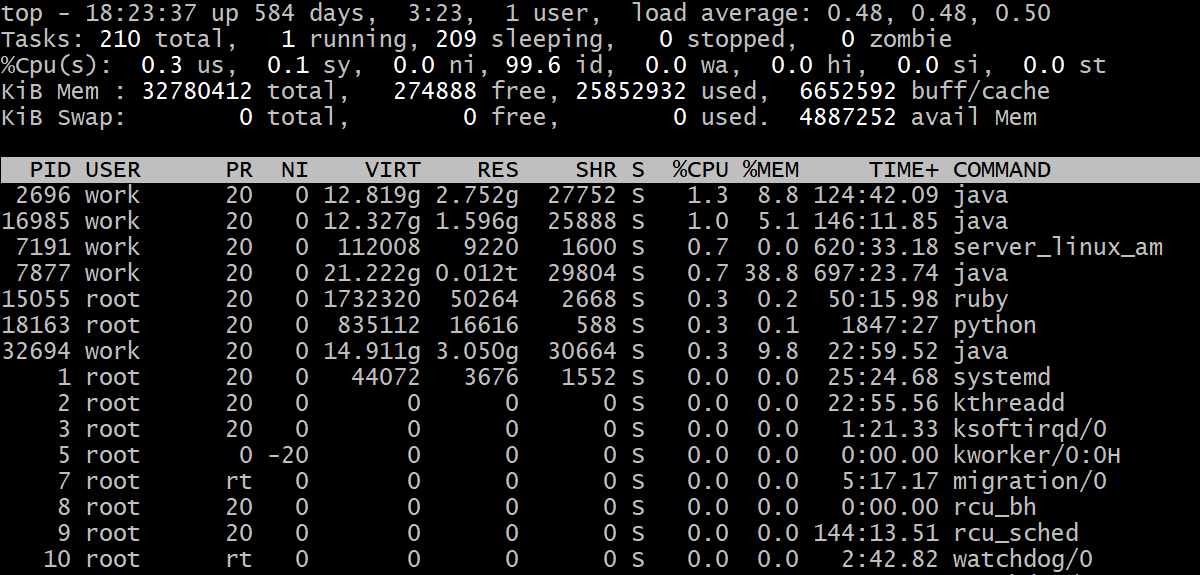 top - 18:23:37 up 584 days,  3:23,  1 user,  load average: 0.48, 0.48, 0.50
Tasks: 210 total,   1 running, 209 sleeping,   0 stopped,   0 zombie
%Cpu(s):  0.3 us,  0.1 sy,  0.0 ni, 99.6 id,  0.0 wa,  0.0 hi,  0.0 si,  0.0 st
KiB Mem : 32780412 total,   274888 free, 25852932 used,  6652592 buff/cache
KiB Swap:        0 total,        0 free,        0 used.  4887252 avail Mem
  PID USER      PR  NI    VIRT    RES    SHR S  %CPU %MEM     TIME+ COMMAND
 2696 work      20   0 12.819g 2.752g  27752 S   1.3  8.8 124:42.09 java
16985 work      20   0 12.327g 1.596g  25888 S   1.0  5.1 146:11.85 java
 7191 work      20   0  112008   9220   1600 S   0.7  0.0 620:33.18 server_linux_am
 7877 work      20   0 21.222g 0.012t  29804 S   0.7 38.8 697:23.74 java
15055 root      20   0 1732320  50264   2668 S   0.3  0.2  50:15.98 ruby
18163 root      20   0  835112  16616    588 S   0.3  0.1   1847:27 python
32694 work      20   0 14.911g 3.050g  30664 S   0.3  9.8  22:59.52 java
    1 root      20   0   44072   3676   1552 S   0.0  0.0  25:24.68 systemd
    2 root      20   0       0      0      0 S   0.0  0.0  22:55.56 kthreadd
    3 root      20   0       0      0      0 S   0.0  0.0   1:21.33 ksoftirqd/0
    5 root       0 -20       0      0      0 S   0.0  0.0   0:00.00 kworker/0:0H
    7 root      rt   0       0      0      0 S   0.0  0.0   5:17.17 migration/0
    8 root      20   0       0      0      0 S   0.0  0.0   0:00.00 rcu_bh
    9 root      20   0       0      0      0 S   0.0  0.0 144:13.51 rcu_sched
   10 root      rt   0       0      0      0 S   0.0  0.0   2:42.82 watchdog/0